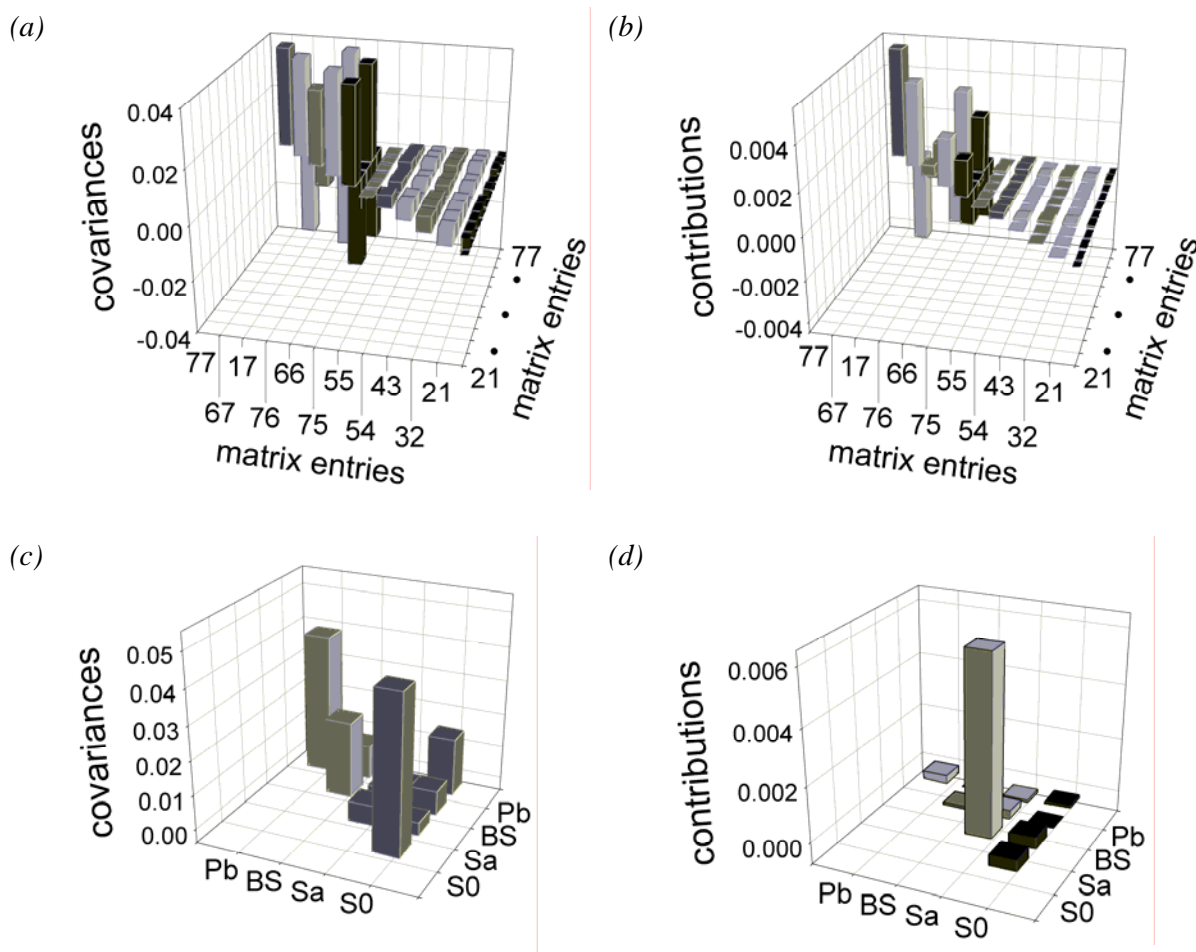 (a)
covariances
0.04
0.02
0.00
-0.02
-0.04
77 17 66 55 43 21
67 76 75 54 32
matrix entries
21 • • • 77
matrix entries
(b)
contributions
0.004
0.002
0.000
-0.002
-0.004
77 17 66 55 43 21
67 76 75 54 32
matrix entries
21 • • • 77
matrix entries
(c)
covariances
0.05
0.04
0.03
0.02
0.01
0.00
Pb BS Sa S0
S0 Sa BS Pb
(d)
contributions
0.006
0.004
0.002
0.000
Pb BS Sa S0
S0 Sa BS Pb